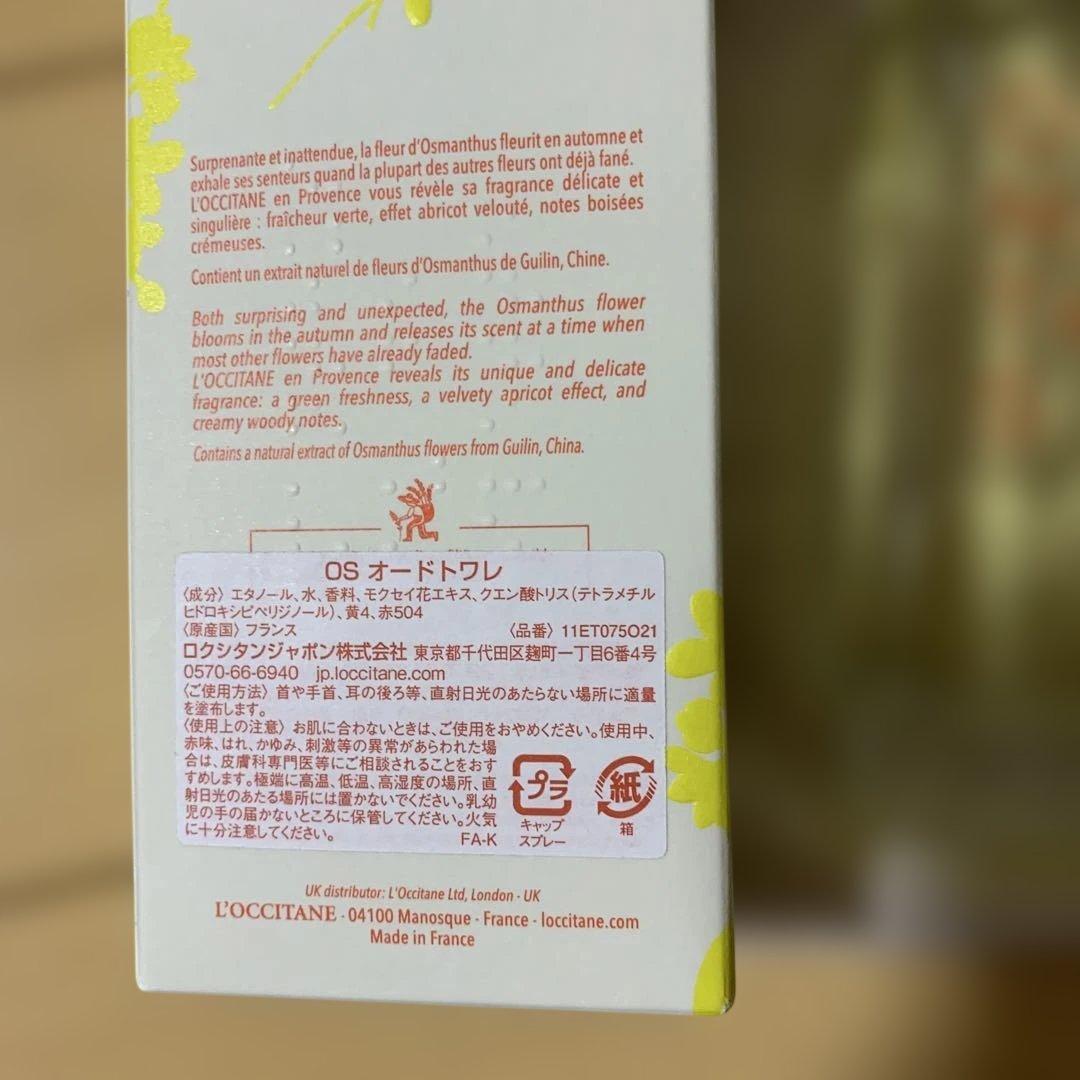 Surprenante et inattendue, la fleur d'Osmanthus fleurit en automne et
exhale ses senteurs quand la plupart des autres fleurs ont déjà fané.
L'OCCITANE en Provence vous révèle sa fragrance délicate et
singulière : fraîcheur verte, effet abricot velouté, notes boisées
crémeuses.
Contient un extrait naturel de fleurs d'Osmanthus de Guilin, Chine.
Both surprising and unexpected, the Osmanthus flower
blooms in the autumn and releases its scent at a time when
most other flowers have already faded.
L'OCCITANE en Provence reveals its unique and delicate
fragrance: a green freshness, a velvety apricot effect, and
creamy woody notes.
Contains a natural extract of Osmanthus flowers from Guilin, China.
OS オードトワレ
〈成分〉 エタノール、水、香料、モクセイ花エキス、クエン酸トリス(テトラメチル
ヒドロキシピペリジノール)、黄4、赤504
〈原産国〉 フランス 〈品番〉 11ET075O21
ロクシタンジャポン株式会社 東京都千代田区麹町一丁目6番4号
0570-66-6940 jp.loccitane.com
〈ご使用方法〉 首や手首、耳の後ろ等、直射日光のあたらない場所に適量
を塗布します。
〈使用上の注意〉 お肌に合わないときは、ご使用をおやめください。使用中、
赤味、はれ、かゆみ、刺激等の異常があらわれた場
合は、皮膚科専門医等にご相談されることをおす
すめします。極端に高温、低温、高湿度の場所、直
射日光のあたる場所には置かないでください。乳幼
児の手の届かないところに保管してください。火気
に十分注意してください。 FA-K
プラ
キャップ
スプレー
紙
箱
UK distributor: L'Occitane Ltd, London - UK
L'OCCITANE - 04100 Manosque - France - loccitane.com
Made in France